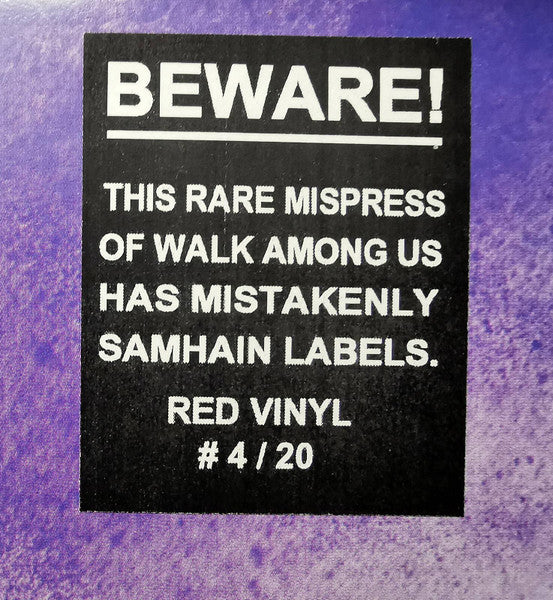 BEWARE!
THIS RARE MISPRESS
OF WALK AMONG US
HAS MISTAKENLY
SAMHAIN LABELS.
RED VINYL
# 4 / 20